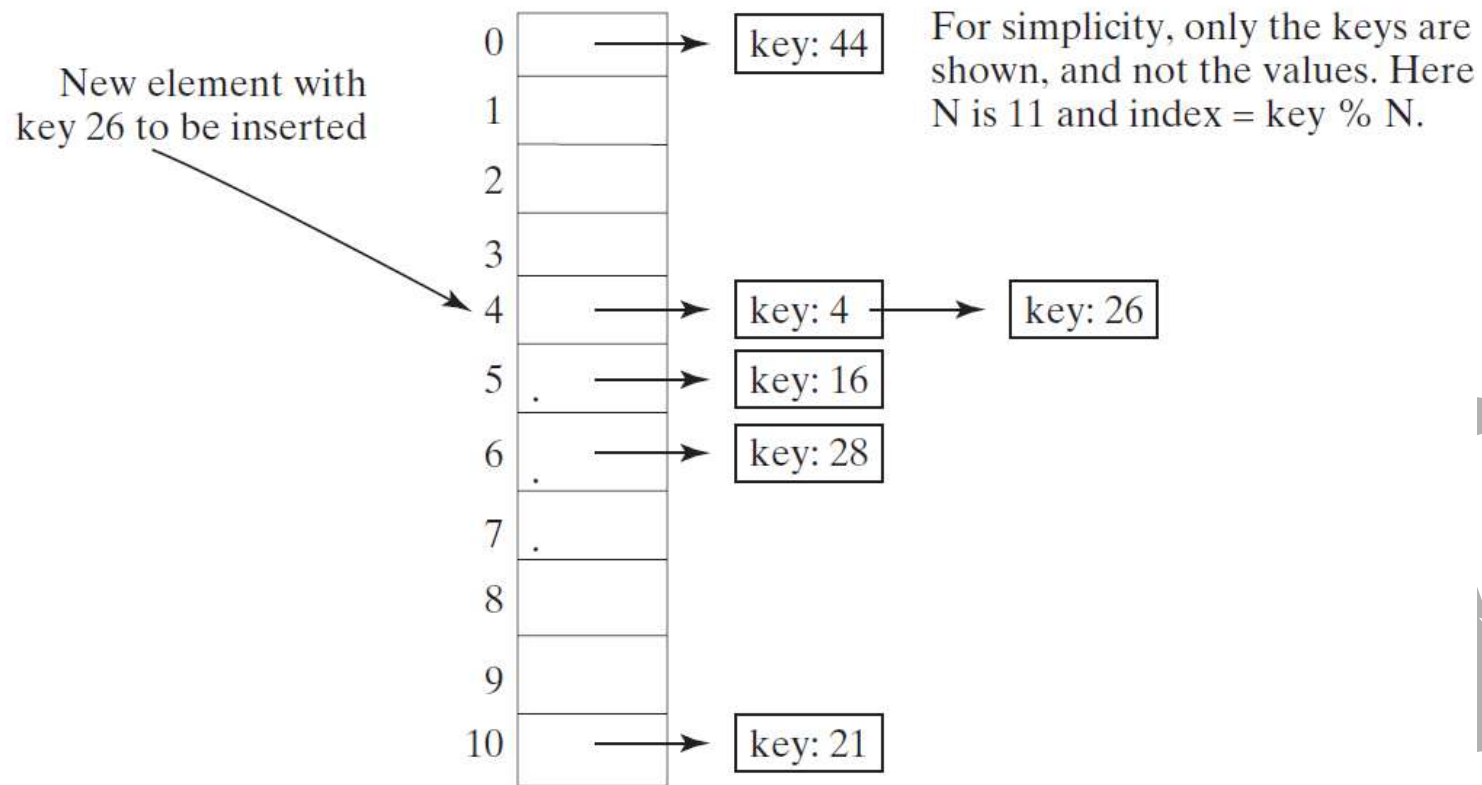 0
key: 44
For simplicity, only the keys are
shown, and not the values. Here
N is 11 and index = key % N.
New element with
key 26 to be inserted
1
2
3
4
key: 4
key: 26
5
.
key: 16
6
.
key: 28
7
.
8
9
10
key: 21